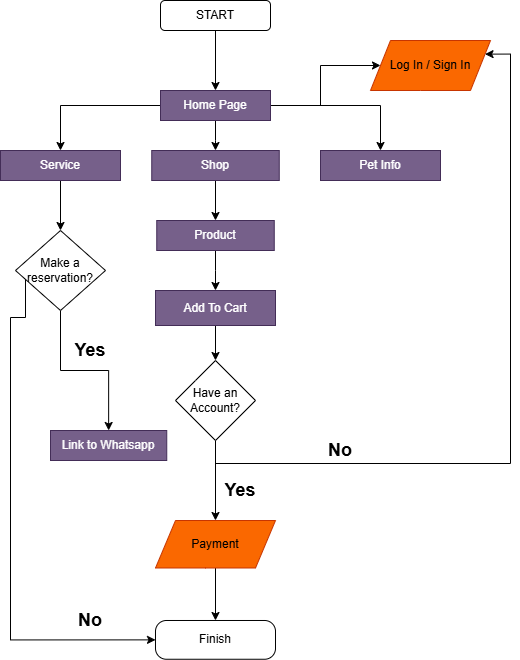 START
Log In / Sign In
Home Page
Service
Shop
Pet Info
Product
Make a
reservation?
Add To Cart
Yes
Have an
Account?
Link to Whatsapp
No
Yes
Payment
No
Finish